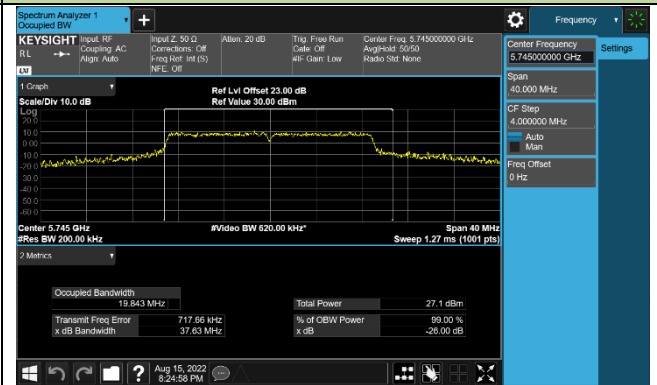 Spectrum Analyzer 1
Occupied BW
Frequency
KEYSIGHT
RL
LXI
Input: RF
Coupling: AC
Align: Auto
Input Z: 50 Ω
Corrections: Off
Freq Ref: Int (S)
NFE: Off
Atten: 20 dB
Trig: Free Run
Gate: Off
#IF Gain: Low
Center Freq: 5.745000000 GHz
Avg|Hold: 50/50
Radio Std: None
Center Frequency
5.745000000 GHz
Settings
Span
40.000 MHz
CF Step
4.000000 MHz
Auto
Man
Freq Offset
0 Hz
1 Graph
Scale/Div 10.0 dB
Ref Lvl Offset 23.00 dB
Ref Value 30.00 dBm
Log
20.0
10.0
0.00
-10.0
-20.0
-30.0
-40.0
-50.0
-60.0
Center 5.745 GHz
#Res BW 200.00 kHz
#Video BW 620.00 kHz*
Span 40 MHz
Sweep 1.27 ms (1001 pts)
2 Metrics
Occupied Bandwidth
19.843 MHz
Total Power 27.1 dBm
Transmit Freq Error 717.66 kHz
% of OBW Power 99.00 %
x dB Bandwidth 37.63 MHz
x dB -26.00 dB
?
Aug 15, 2022
8:24:58 PM